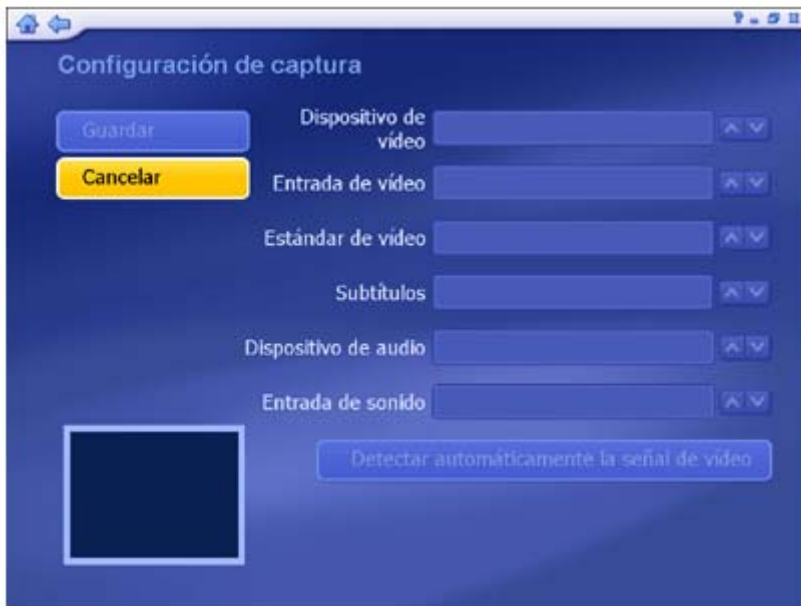 Configuración de captura
Guardar
Cancelar
Dispositivo de
vídeo
Entrada de vídeo
Estándar de vídeo
Subtítulos
Dispositivo de audio
Entrada de sonido
Detectar automáticamente la señal de vídeo